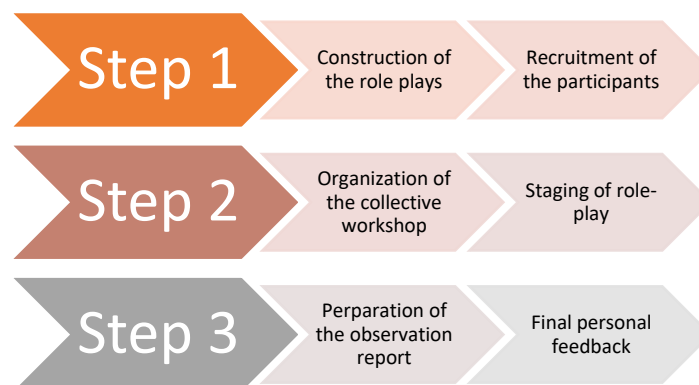 Step 1
Construction of
the role plays
Recruitment of
the participants
Step 2
Organization of
the collective
workshop
Staging of role-
play
Step 3
Perparation of
the observation
report
Final personal
feedback